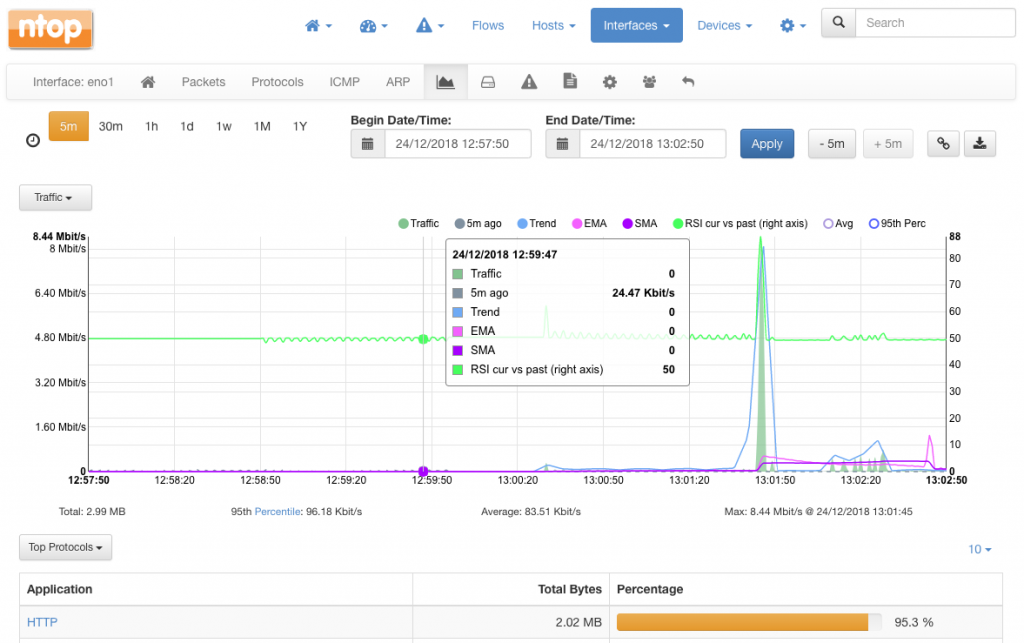 ntop Flows Hosts Interfaces Devices Search
Interface: eno1 Packets Protocols ICMP ARP
5m 30m 1h 1d 1w 1M 1Y
Begin Date/Time: End Date/Time:
24/12/2018 12:57:50 24/12/2018 13:02:50 Apply - 5m + 5m
Traffic
Traffic 5m ago Trend EMA SMA RSI cur vs past (right axis) Avg 95th Perc
8.44 Mbit/s
8 Mbit/s
6.40 Mbit/s
4.80 Mbit/s
3.20 Mbit/s
1.60 Mbit/s
0
24/12/2018 12:59:47
Traffic 0
5m ago 24.47 Kbit/s
Trend 0
EMA 0
SMA 0
RSI cur vs past (right axis) 50
88
80
70
60
50
40
30
20
10
0
12:57:50 12:58:20 12:58:50 12:59:20 12:59:50 13:00:20 13:00:50 13:01:20 13:01:50 13:02:20 13:02:50
Total: 2.99 MB 95th Percentile: 96.18 Kbit/s Average: 83.51 Kbit/s Max: 8.44 Mbit/s @ 24/12/2018 13:01:45
Top Protocols 10
Application Total Bytes Percentage
HTTP 2.02 MB 95.3 %